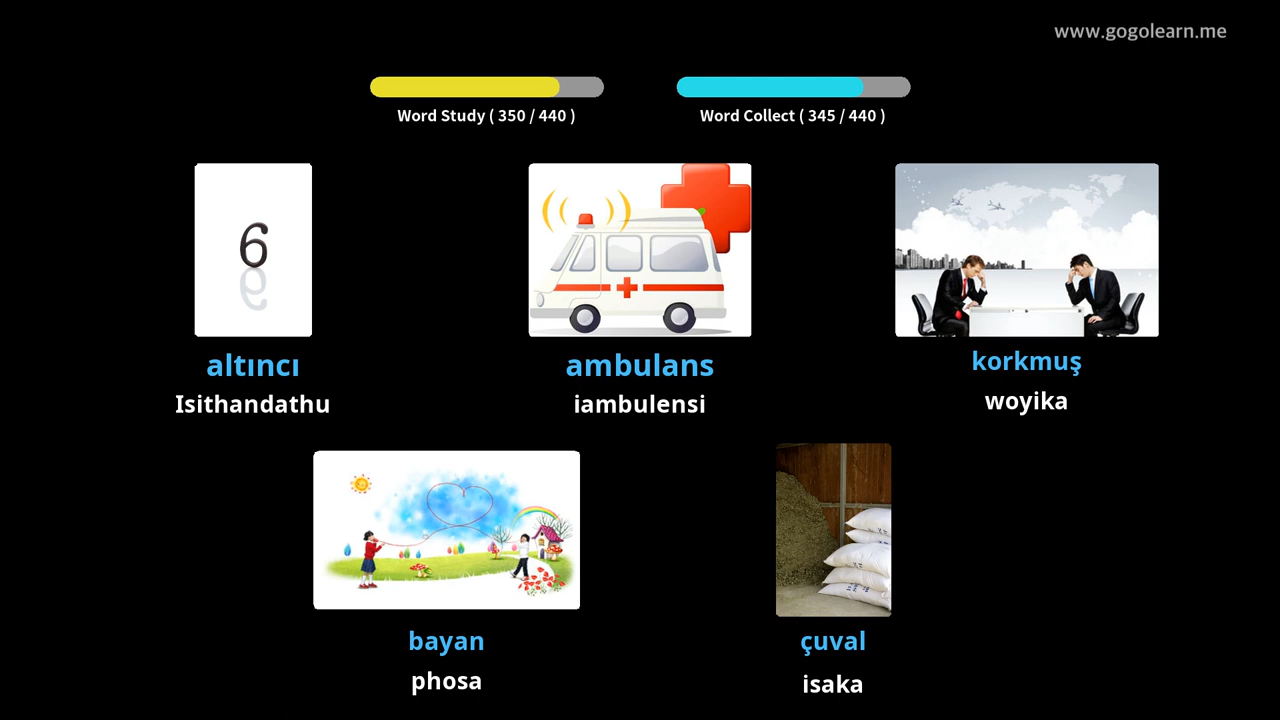 www.gogolearn.me
Word Study ( 350 / 440 )
Word Collect ( 345 / 440 )
6
altıncı
Isithandathu
ambulans
iambulensi
korkmuş
woyika
bayan
phosa
çuval
isaka